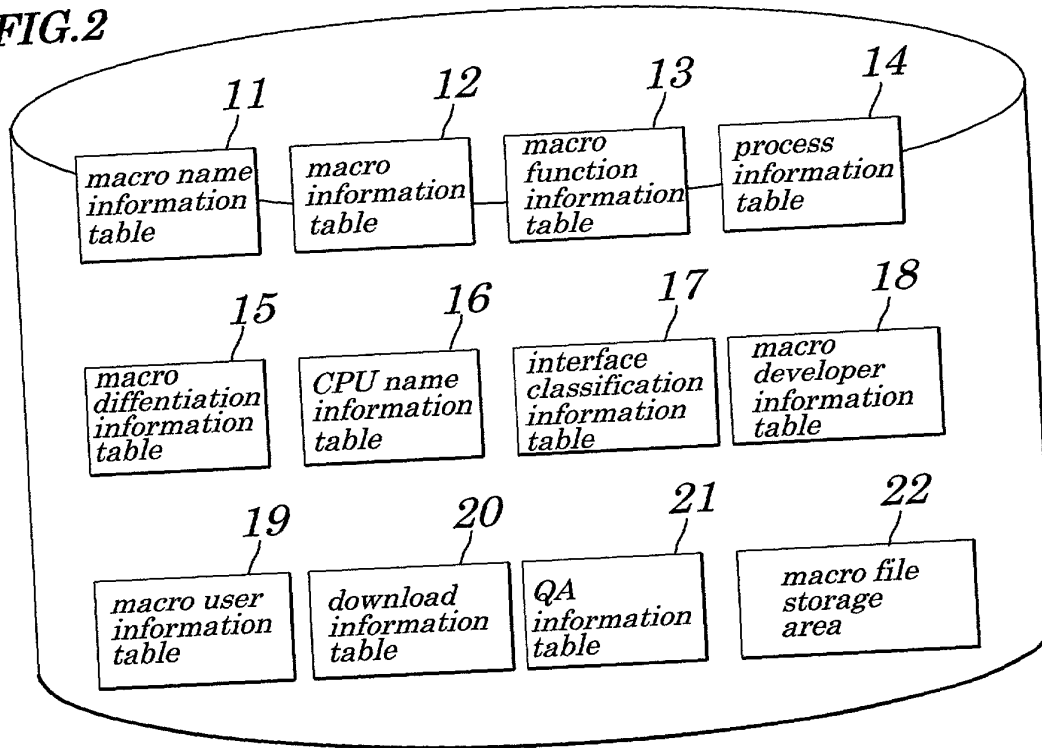 FIG.2
11
12
13
14
macro name
information
table
macro
information
table
macro
function
information
table
process
information
table
15
16
17
18
macro
diffentiation
information
table
CPU name
information
table
interface
classification
information
table
macro
developer
information
table
19
20
21
22
macro user
information
table
download
information
table
QA
information
table
macro file
storage
area